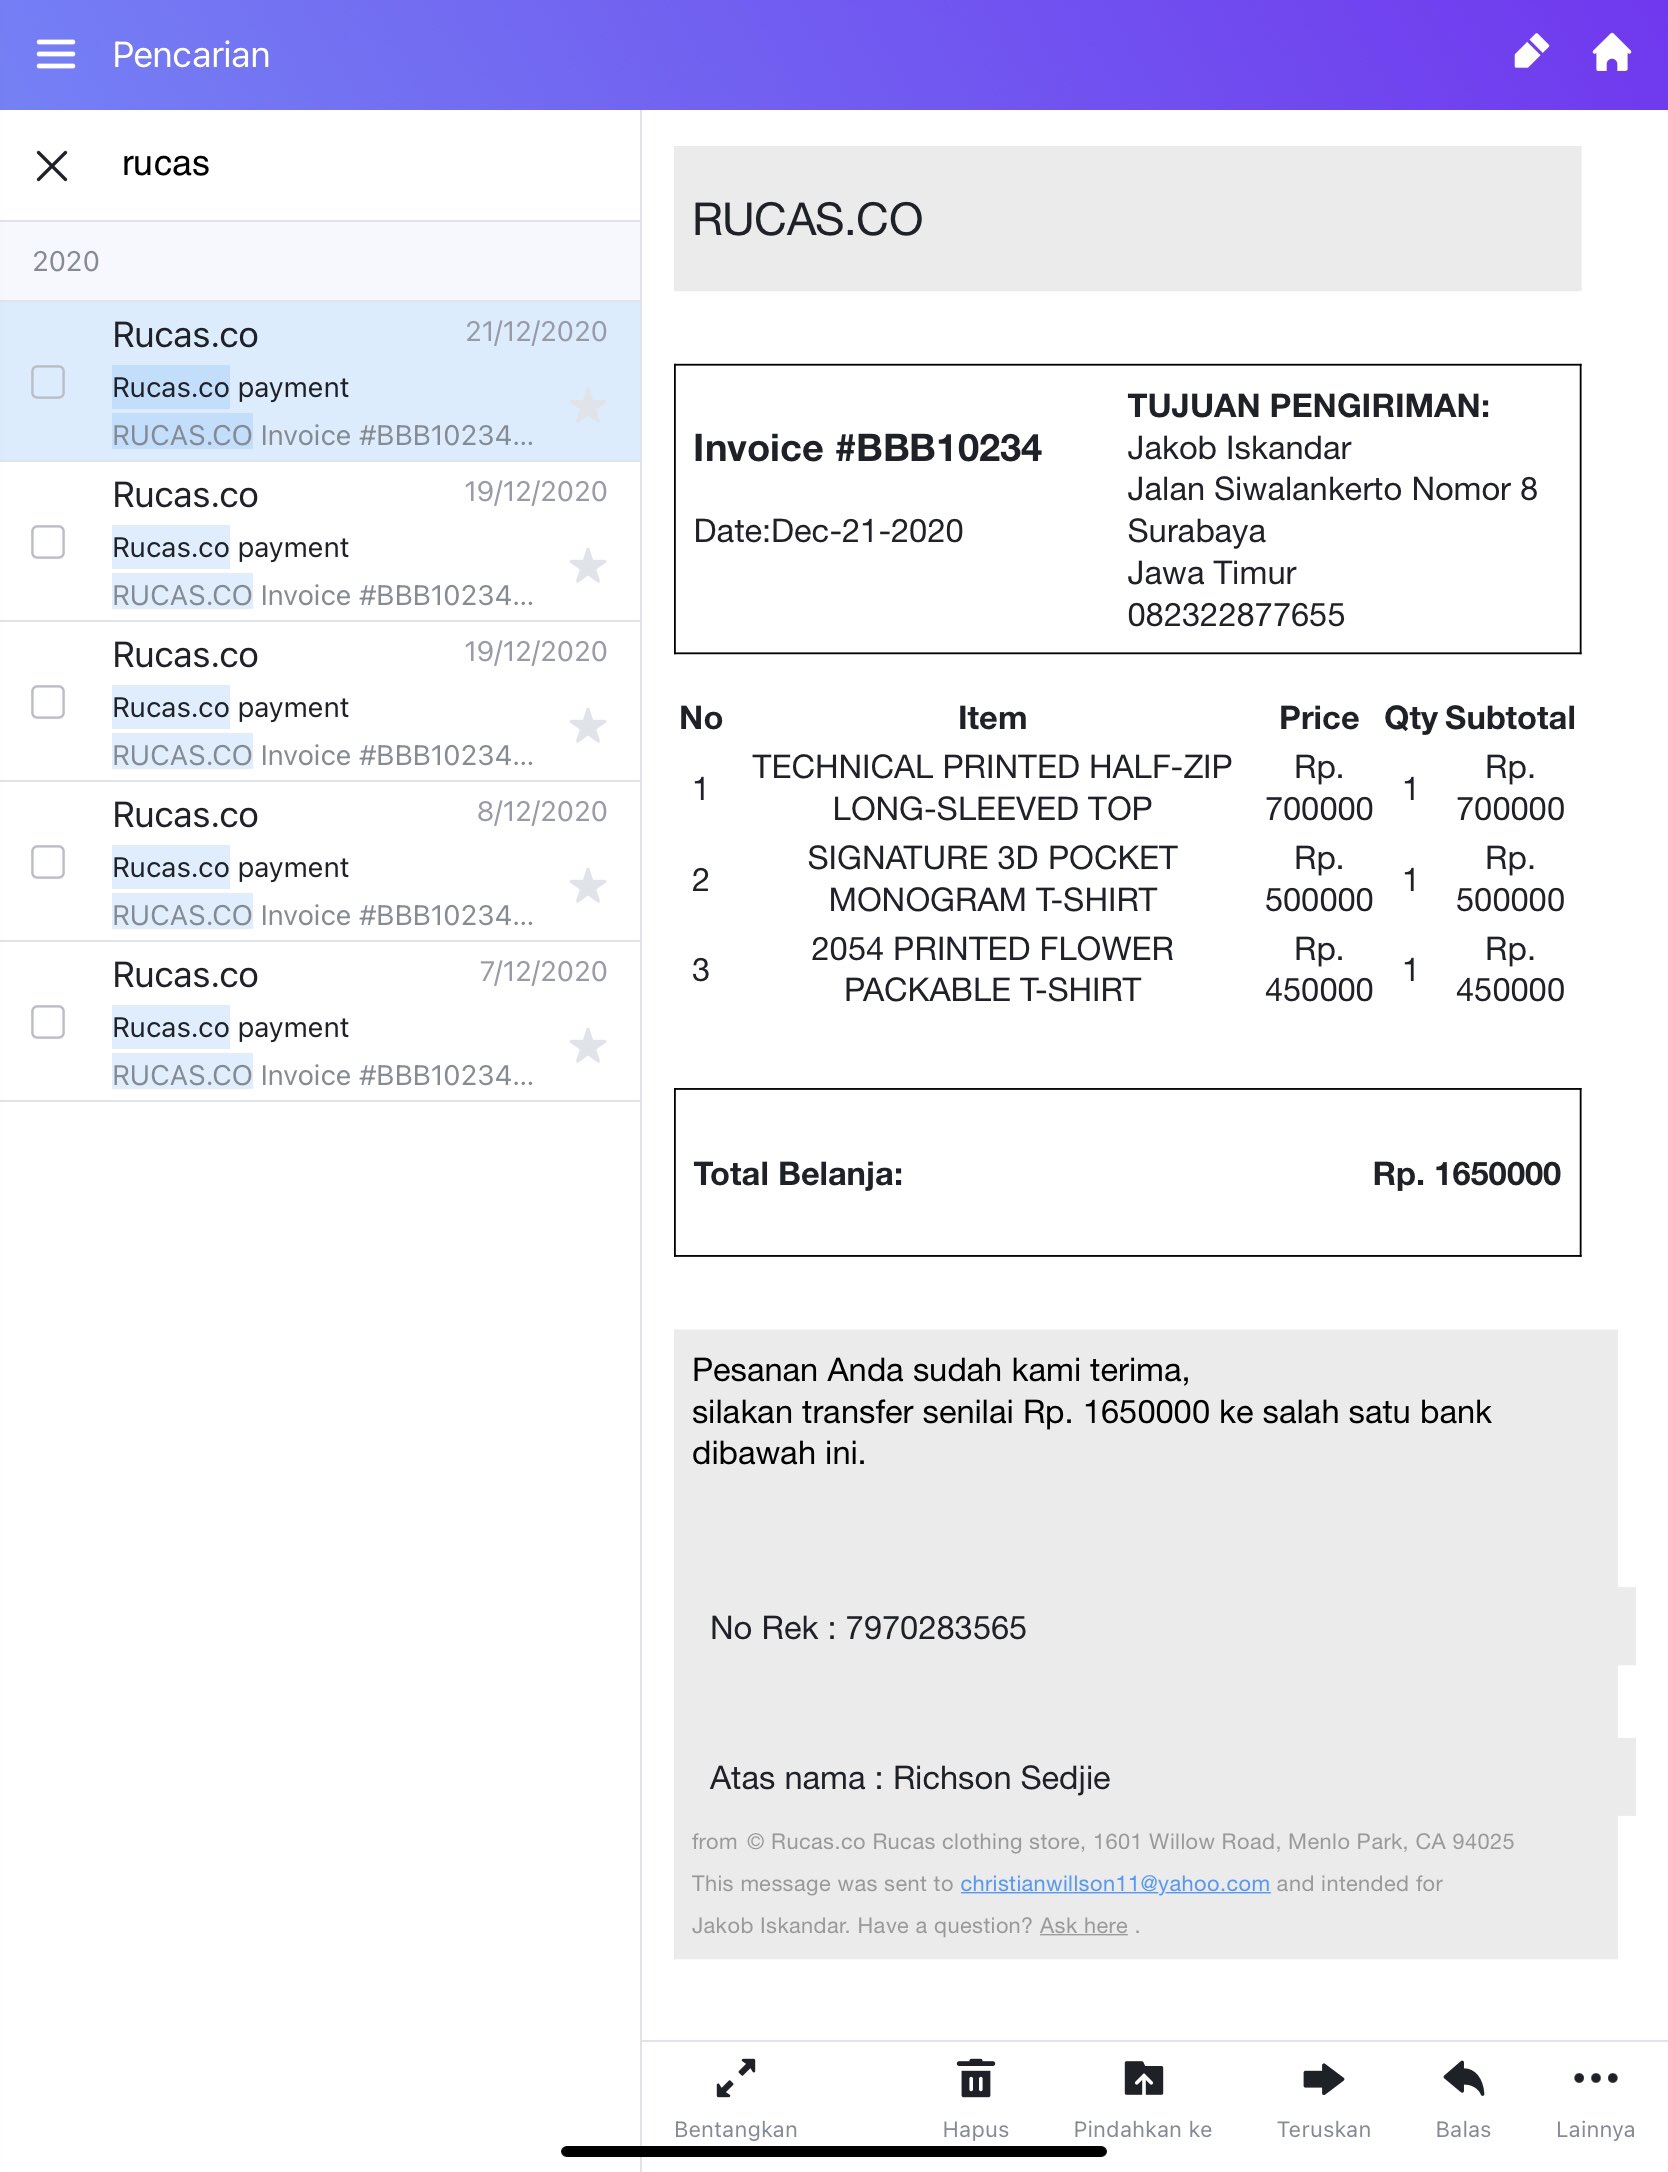 Pencarian
rucas
2020
Rucas.co 21/12/2020
Rucas.co payment
RUCAS.CO Invoice #BBB10234...
Rucas.co 19/12/2020
Rucas.co payment
RUCAS.CO Invoice #BBB10234...
Rucas.co 19/12/2020
Rucas.co payment
RUCAS.CO Invoice #BBB10234...
Rucas.co 8/12/2020
Rucas.co payment
RUCAS.CO Invoice #BBB10234...
Rucas.co 7/12/2020
Rucas.co payment
RUCAS.CO Invoice #BBB10234...
RUCAS.CO
Invoice #BBB10234
Date:Dec-21-2020
TUJUAN PENGIRIMAN:
Jakob Iskandar
Jalan Siwalankerto Nomor 8
Surabaya
Jawa Timur
082322877655
No Item Price Qty Subtotal
1 TECHNICAL PRINTED HALF-ZIP LONG-SLEEVED TOP Rp. 700000 1 Rp. 700000
2 SIGNATURE 3D POCKET MONOGRAM T-SHIRT Rp. 500000 1 Rp. 500000
3 2054 PRINTED FLOWER PACKABLE T-SHIRT Rp. 450000 1 Rp. 450000
Total Belanja: Rp. 1650000
Pesanan Anda sudah kami terima,
silakan transfer senilai Rp. 1650000 ke salah satu bank
dibawah ini.
No Rek : 7970283565
Atas nama : Richson Sedjie
from © Rucas.co Rucas clothing store, 1601 Willow Road, Menlo Park, CA 94025
This message was sent to christianwillson11@yahoo.com and intended for
Jakob Iskandar. Have a question? Ask here .
Bentangkan Hapus Pindahkan ke Teruskan Balas Lainnya